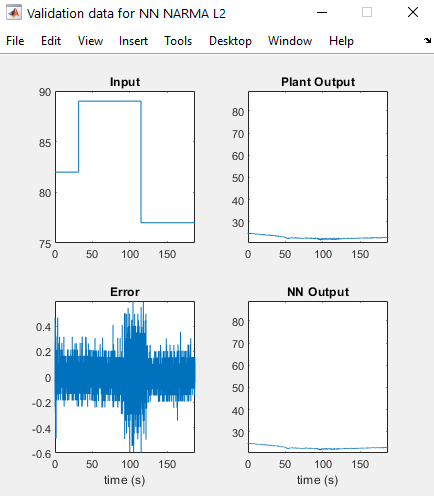 Validation data for NN NARMA L2
File Edit View Insert Tools Desktop Window Help
Input
90
85
80
75
0 50 100 150
Plant Output
80
70
60
50
40
30
0 50 100 150
Error
0.4
0.2
0
-0.2
-0.4
-0.6
0 50 100 150
time (s)
NN Output
80
70
60
50
40
30
0 50 100 150
time (s)